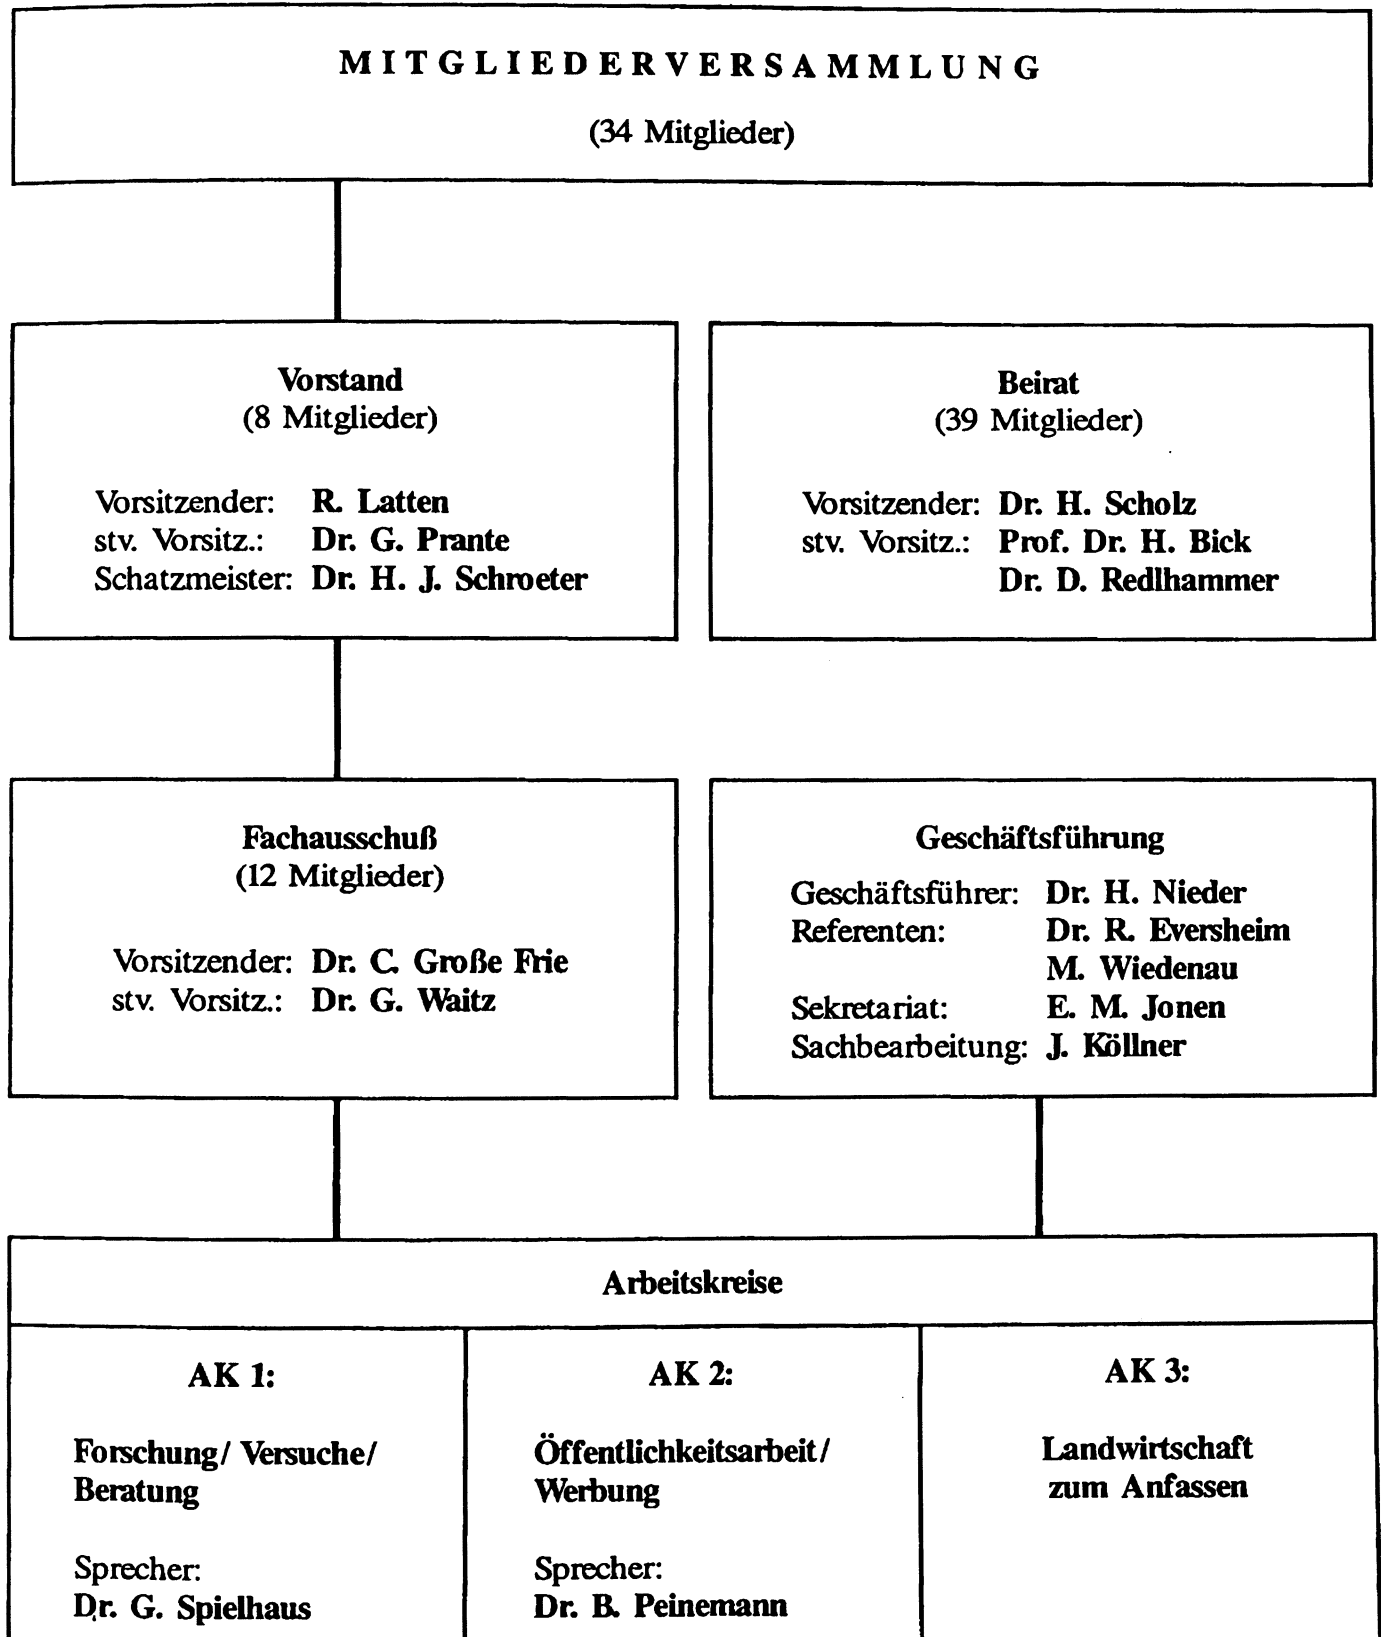 MITGLIEDERVERSAMMLUNG
(34 Mitglieder)
Vorstand
(8 Mitglieder)
Vorsitzender: R. Latten
stv. Vorsitz.: Dr. G. Prante
Schatzmeister: Dr. H. J. Schroeter
Beirat
(39 Mitglieder)
Vorsitzender: Dr. H. Scholz
stv. Vorsitz.: Prof. Dr. H. Bick
Dr. D. Redlhammer
Fachausschuß
(12 Mitglieder)
Vorsitzender: Dr. C. Große Frie
stv. Vorsitz.: Dr. G. Waitz
Geschäftsführung
Geschäftsführer: Dr. H. Nieder
Referenten: Dr. R. Eversheim
M. Wiedenau
Sekretariat: E. M. Jonen
Sachbearbeitung: J. Köllner
Arbeitskreise
AK 1:
Forschung/ Versuche/
Beratung
Sprecher:
Dr. G. Spielhaus
AK 2:
Öffentlichkeitsarbeit/
Werbung
Sprecher:
Dr. B. Peinemann
AK 3:
Landwirtschaft
zum Anfassen